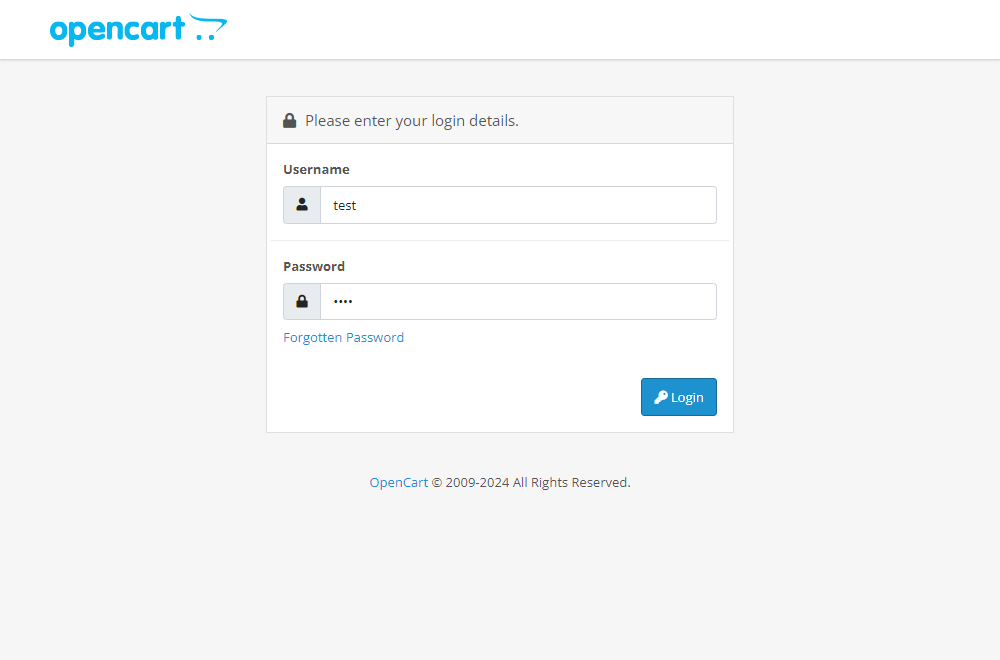 opencart
Please enter your login details.
Username
test
Password
••••
Forgotten Password
Login
OpenCart © 2009-2024 All Rights Reserved.